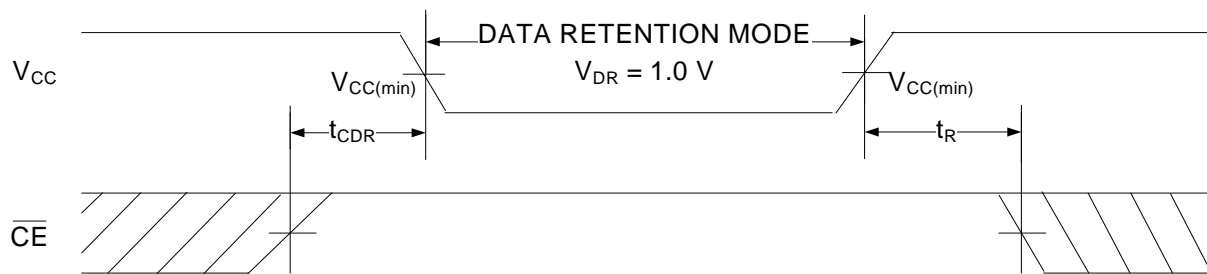 DATA RETENTION MODE
VCC
VDR = 1.0 V
VCC(min)
VCC(min)
tCDR
tR
CE